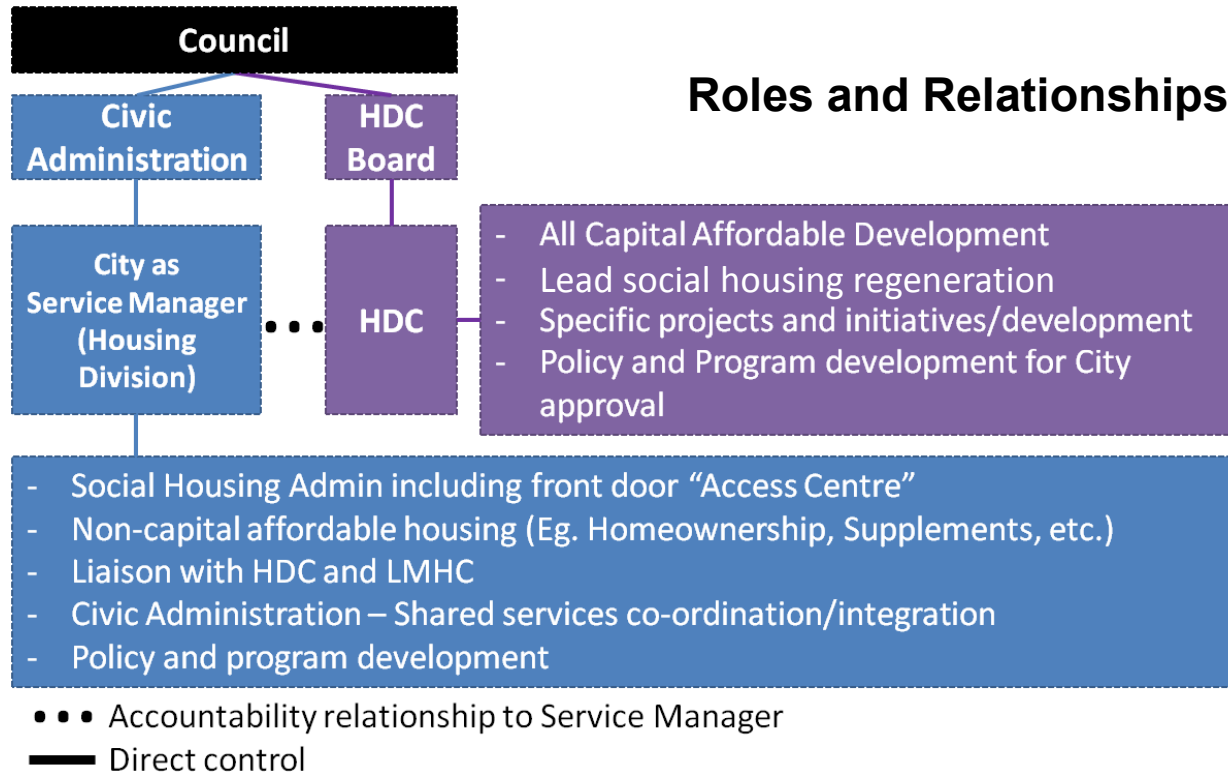 Council
Roles and Relationships
Civic
Administration
HDC
Board
City as
Service Manager
(Housing
Division)
HDC
- All Capital Affordable Development
- Lead social housing regeneration
- Specific projects and initiatives/development
- Policy and Program development for City
approval
- Social Housing Admin including front door “Access Centre”
- Non-capital affordable housing (Eg. Homeownership, Supplements, etc.)
- Liaison with HDC and LMHC
- Civic Administration – Shared services co-ordination/integration
- Policy and program development
Accountability relationship to Service Manager
Direct control